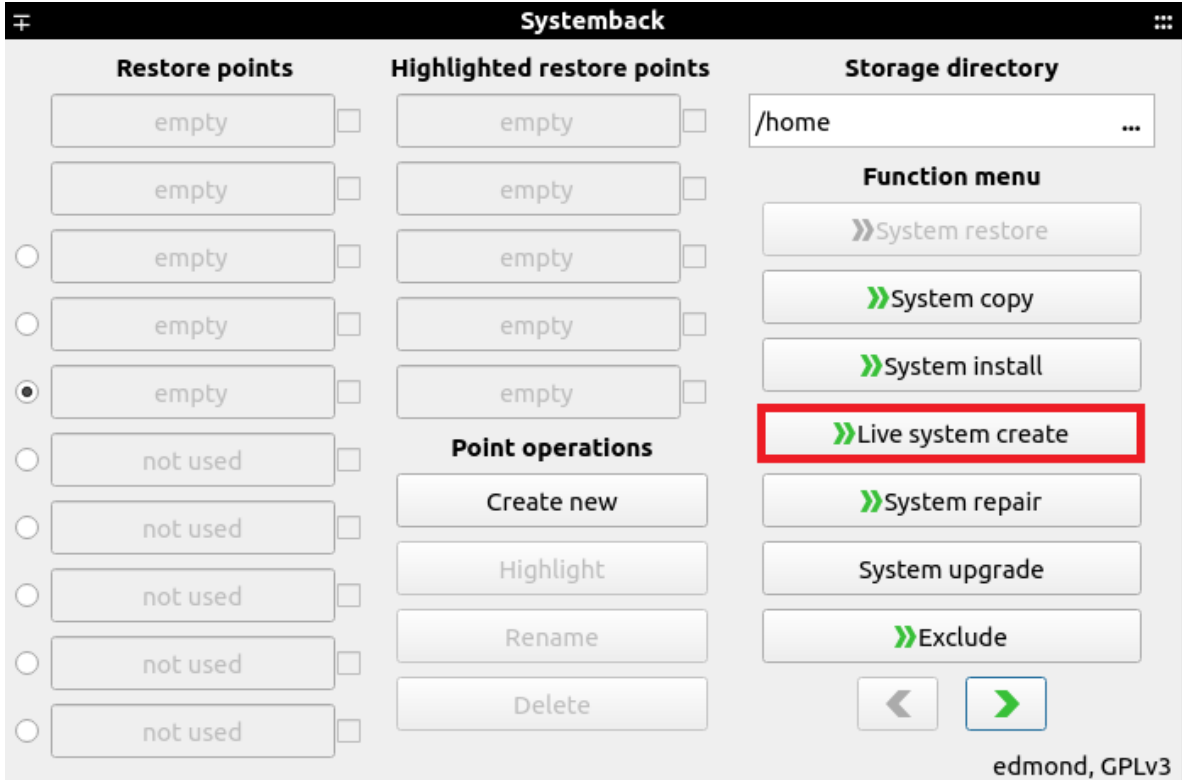 Systemback
Restore points
empty
empty
empty
empty
empty
not used
not used
not used
not used
not used
Highlighted restore points
empty
empty
empty
empty
empty
Point operations
Create new
Highlight
Rename
Delete
Storage directory
/home ...
Function menu
System restore
System copy
System install
Live system create
System repair
System upgrade
Exclude
edmond, GPLv3